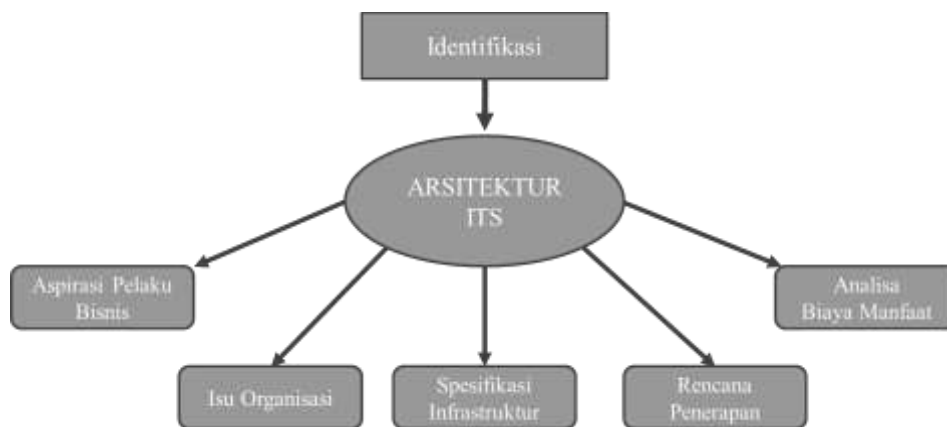 Identifikasi
ARSITEKTUR
ITS
Aspirasi Pelaku
Bisnis
Analisa
Biaya Manfaat
Isu Organisasi
Spesifikasi
Infrastruktur
Rencana
Penerapan